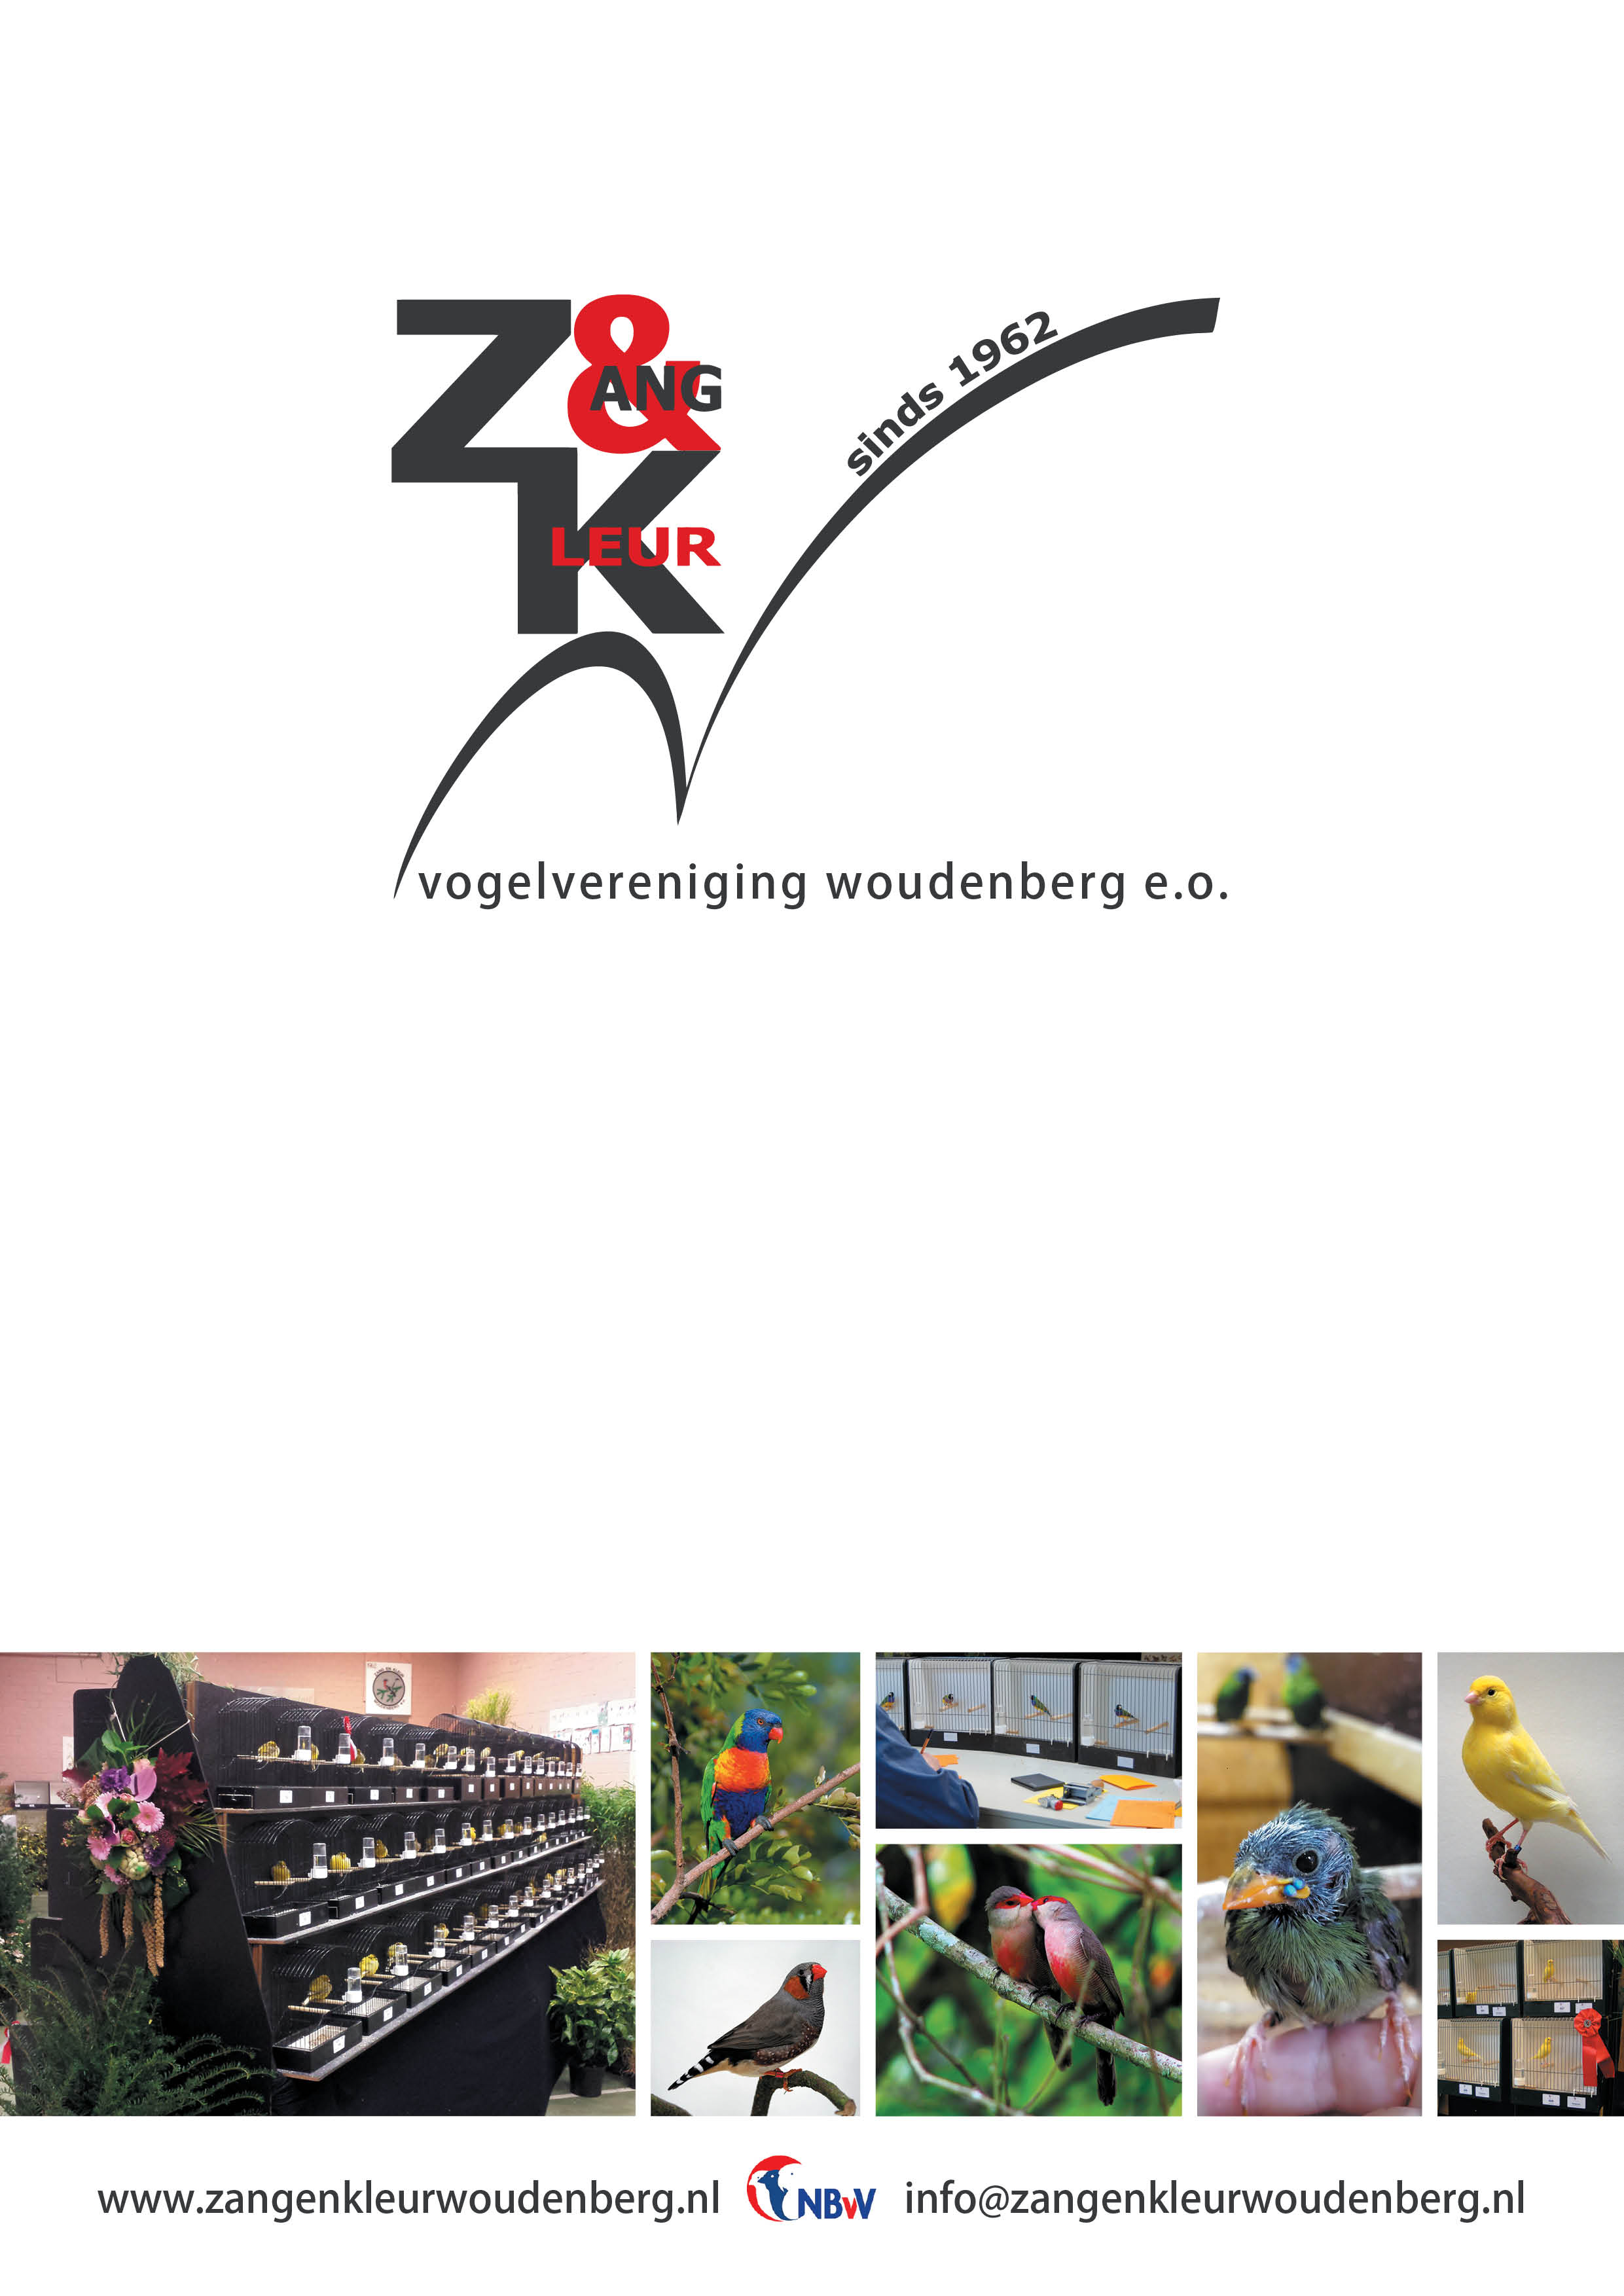 Z&
ANG
K
LEUR
sinds 1962
vogelvereniging woudenberg e.o.
www.zangenkleurwoudenberg.nl
NBvV
info@zangenkleurwoudenberg.nl